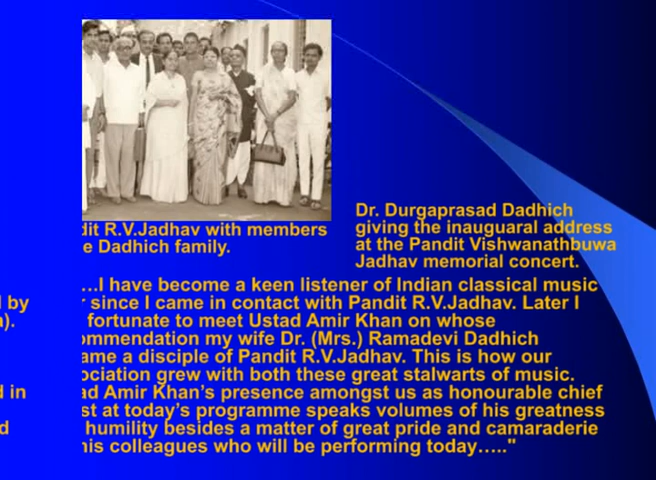 dit R.V.Jadhav with members
e Dadhich family.
Dr. Durgaprasad Dadhich
giving the inauguaral address
at the Pandit Vishwanathbuwa
Jadhav memorial concert.
...I have become a keen listener of Indian classical music
r since I came in contact with Pandit R.V.Jadhav. Later I
fortunate to meet Ustad Amir Khan on whose
ommendation my wife Dr. (Mrs.) Ramadevi Dadhich
ame a disciple of Pandit R.V.Jadhav. This is how our
ociation grew with both these great stalwarts of music.
ad Amir Khan's presence amongst us as honourable chief
st at today's programme speaks volumes of his greatness
humility besides a matter of great pride and camaraderie
his colleagues who will be performing today....."
l by
a).
d in
d